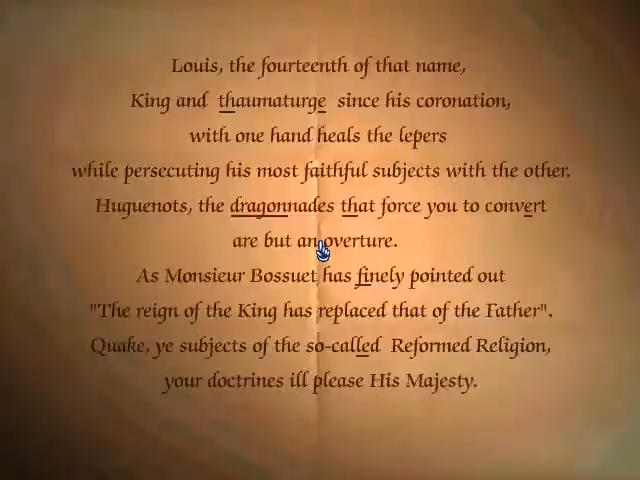 Louis, the fourteenth of that name,
King and thaumaturge since his coronation,
with one hand heals the lepers
while persecuting his most faithful subjects with the other.
Huguenots, the dragonnades that force you to convert
are but an overture.
As Monsieur Bossuet has finely pointed out
"The reign of the King has replaced that of the Father".
Quake, ye subjects of the so-called Reformed Religion,
your doctrines ill please His Majesty.